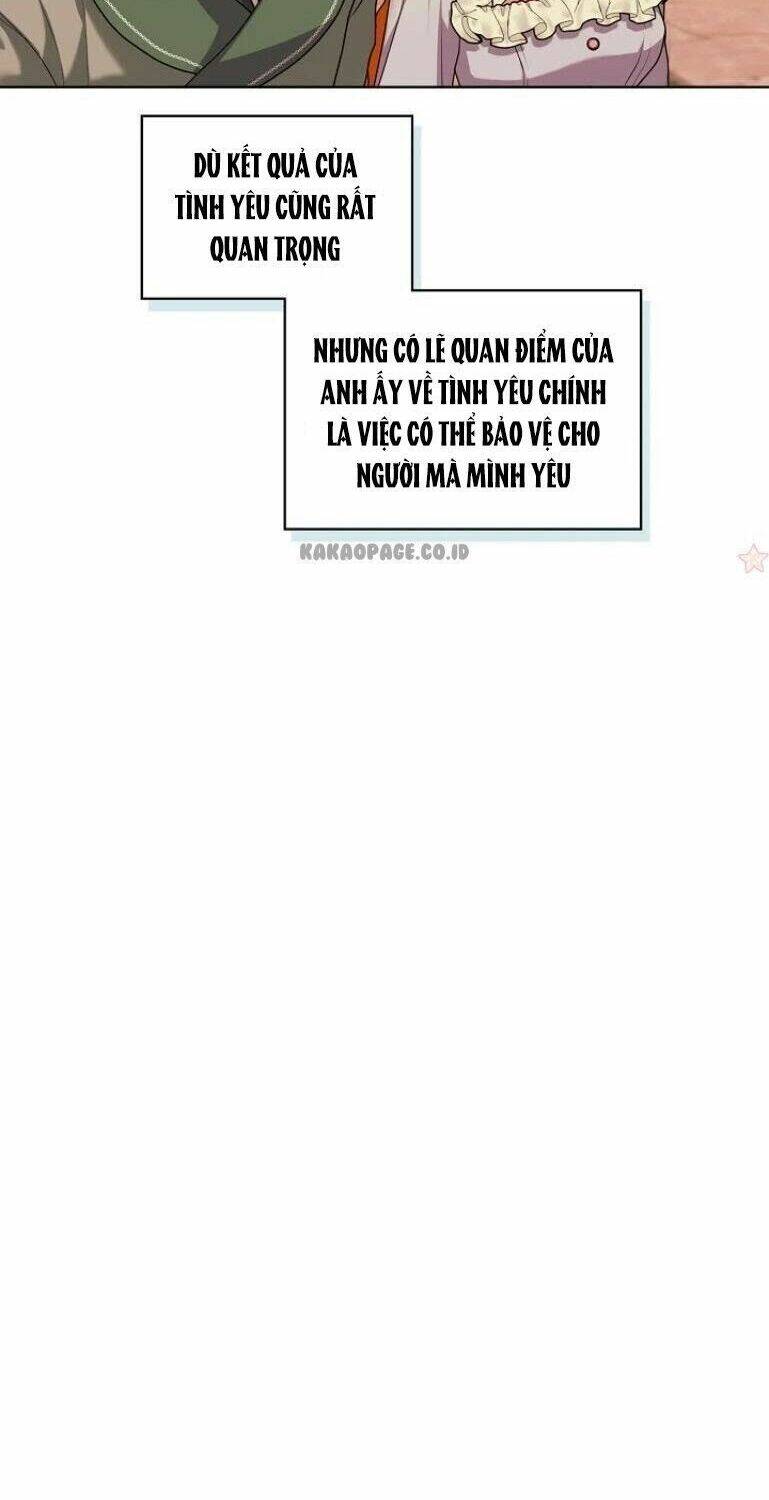 DÙ KẾT QUẢ CỦA
TÌNH YÊU CŨNG RẤT
QUAN TRỌNG
NHƯNG CÓ LẼ QUAN ĐIỂM CỦA
ANH ẤY VỀ TÌNH YÊU CHÍNH
LÀ VIỆC CÓ THỂ BẢO VỆ CHO
NGƯỜI MÀ MÌNH YÊU
KAKAOPAGE.CO.ID